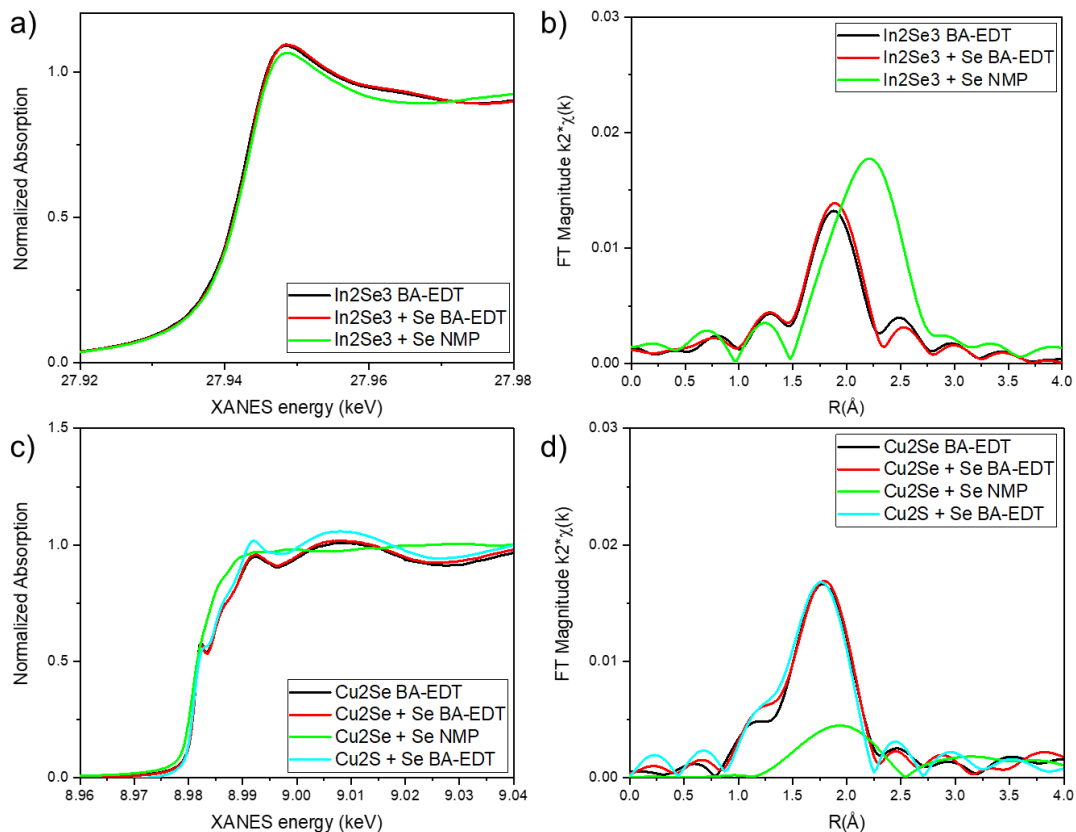 a)
1.0
0.5
0.0
27.92
27.94
27.96
27.98
Normalized Absorption
XANES energy (keV)
In2Se3 BA-EDT
In2Se3 + Se BA-EDT
In2Se3 + Se NMP
b)
0.03
0.02
0.01
0.00
0.0
0.5
1.0
1.5
2.0
2.5
3.0
3.5
4.0
FT Magnitude k2*χ(k)
R(Å)
In2Se3 BA-EDT
In2Se3 + Se BA-EDT
In2Se3 + Se NMP
c)
1.5
1.0
0.5
0.0
8.96
8.97
8.98
8.99
9.00
9.01
9.02
9.03
9.04
Normalized Absorption
XANES energy (keV)
Cu2Se BA-EDT
Cu2Se + Se BA-EDT
Cu2Se + Se NMP
Cu2S + Se BA-EDT
d)
0.03
0.02
0.01
0.00
0.0
0.5
1.0
1.5
2.0
2.5
3.0
3.5
4.0
FT Magnitude k2*χ(k)
R(Å)
Cu2Se BA-EDT
Cu2Se + Se BA-EDT
Cu2Se + Se NMP
Cu2S + Se BA-EDT